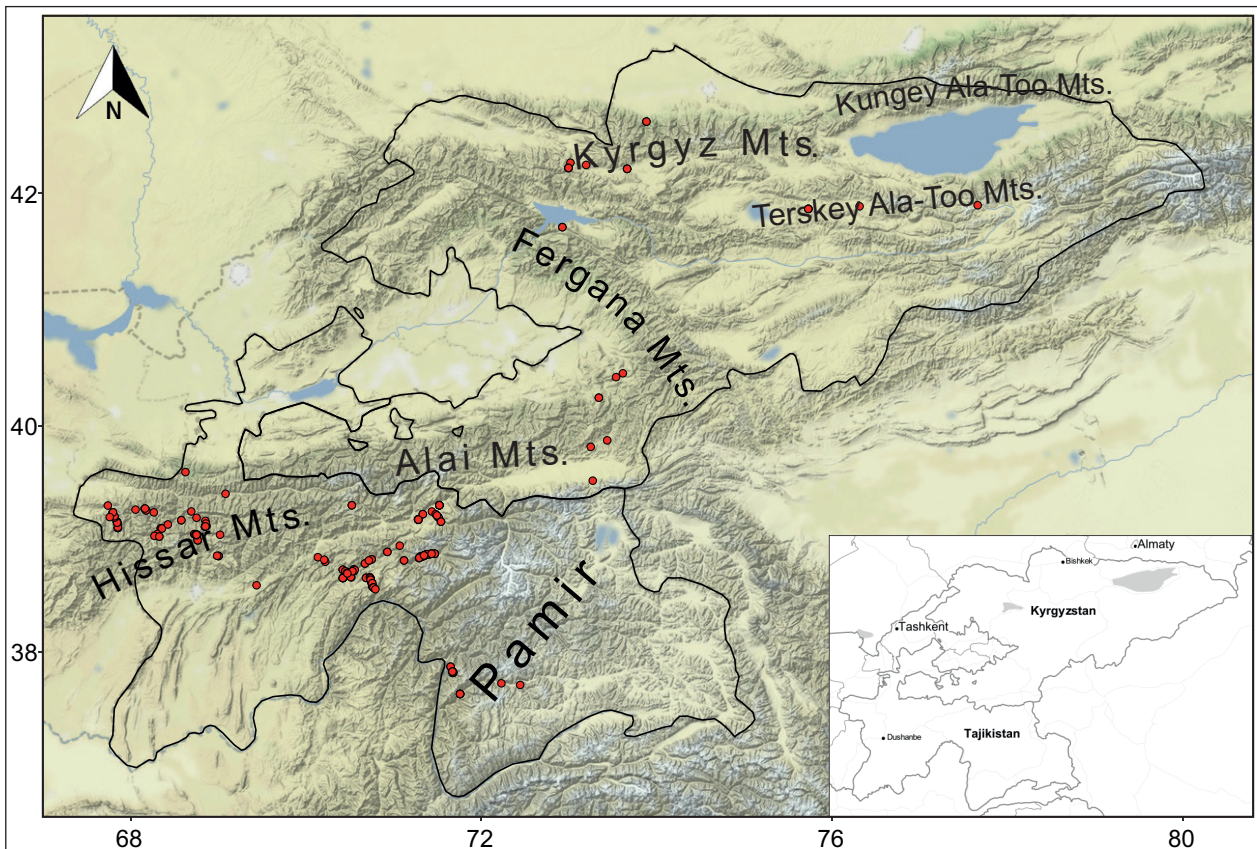 N
Kungey Ala-Too Mts.
Kyrgyz Mts.
Terskey Ala-Too Mts.
Fergana Mts.
Alai Mts.
Hissar Mts.
Pamir
42
40
38
68
72
76
80
Almaty
Bishkek
Kyrgyzstan
Tashkent
Dushanbe
Tajikistan